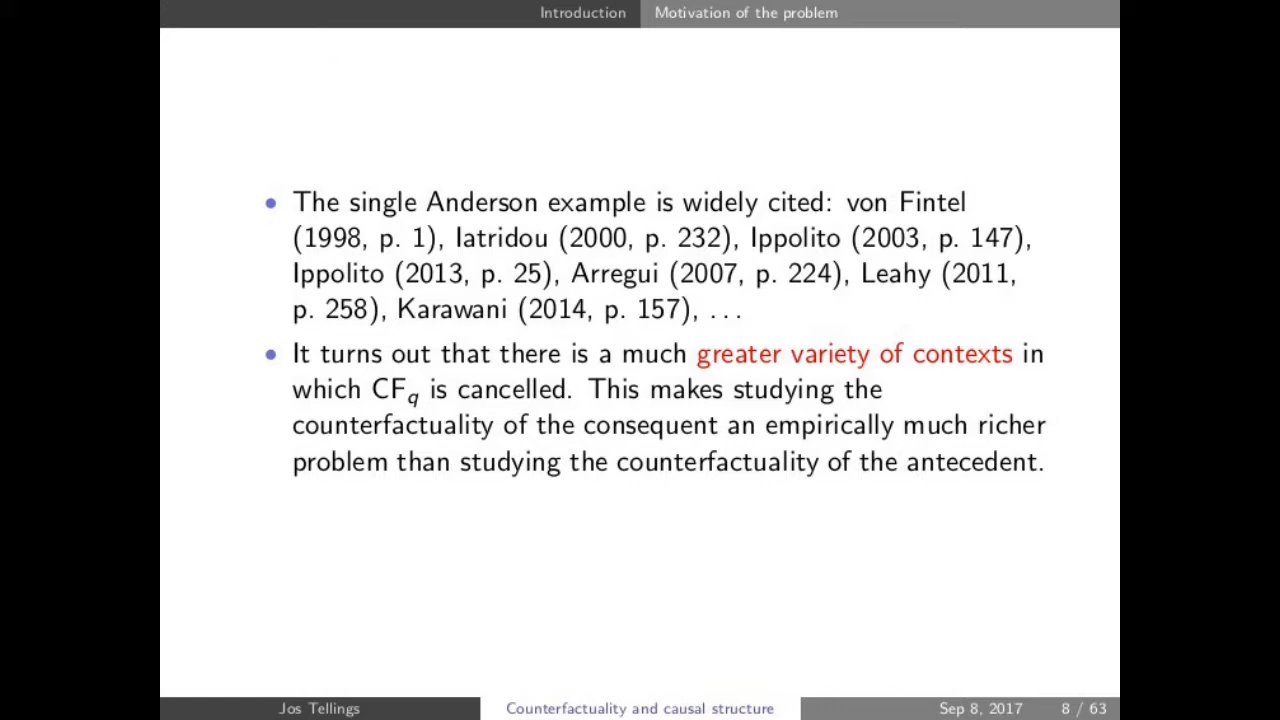 Introduction Motivation of the problem
• The single Anderson example is widely cited: von Fintel
(1998, p. 1), Iatridou (2000, p. 232), Ippolito (2003, p. 147),
Ippolito (2013, p. 25), Arregui (2007, p. 224), Leahy (2011,
p. 258), Karawani (2014, p. 157), ...
• It turns out that there is a much greater variety of contexts in
which CFq is cancelled. This makes studying the
counterfactuality of the consequent an empirically much richer
problem than studying the counterfactuality of the antecedent.
Jos Tellings Counterfactuality and causal structure Sep 8, 2017 8 / 63